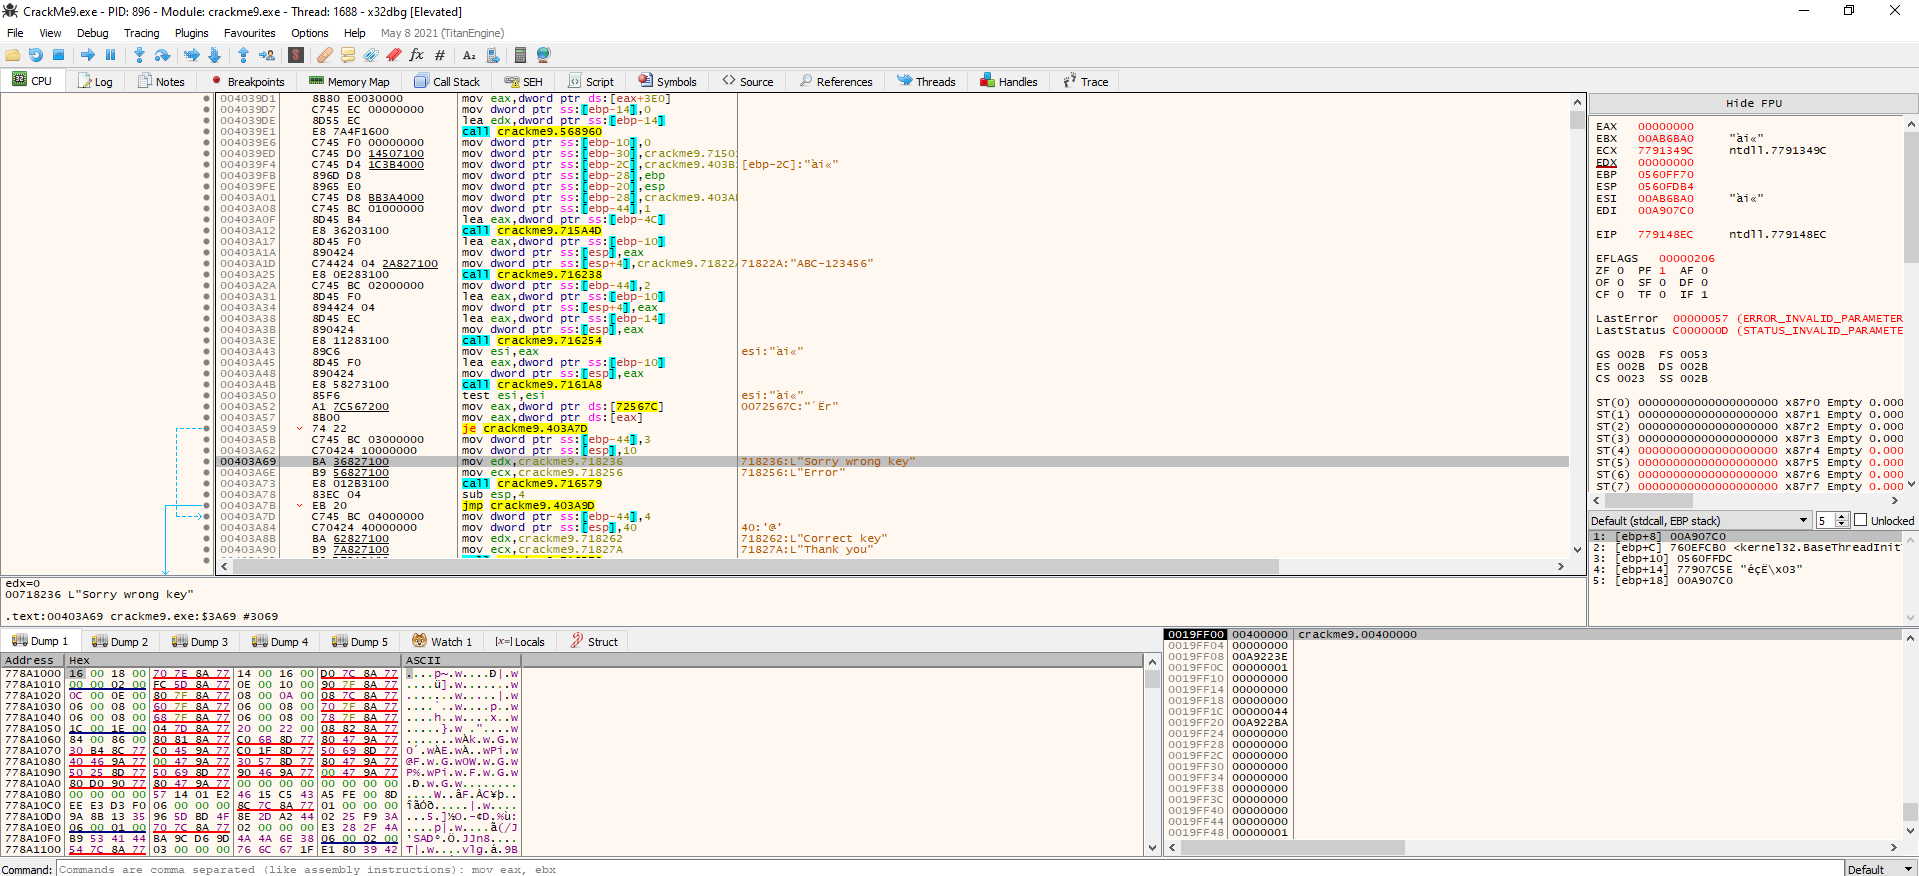 CrackMe9.exe - PID: 896 - Module: crackme9.exe - Thread: 1688 - x32dbg [Elevated]
File View Debug Tracing Plugins Favourites Options Help May 8 2021 (TitanEngine)
CPU Log Notes Breakpoints Memory Map Call Stack SEH Script Symbols Source References Threads Handles Trace
004039D1 8B80 E0030000 mov eax,dword ptr ds:[eax+3E0]
004039D7 C745 EC 00000000 mov dword ptr ss:[ebp-14],0
004039DE 8D55 EC lea edx,dword ptr ss:[ebp-14]
004039E1 E8 7A4F1600 call crackme9.568960
004039E6 C745 F0 00000000 mov dword ptr ss:[ebp-10],0
004039ED C745 D0 14507100 mov dword ptr ss:[ebp-30],crackme9.71501
004039F4 C745 D4 1C3B4000 mov dword ptr ss:[ebp-2C],crackme9.403B [ebp-2C]:"ài«"
004039FB 896D D8 mov dword ptr ss:[ebp-28],ebp
004039FE 8965 E0 mov dword ptr ss:[ebp-20],esp
00403A01 C745 D8 BB3A4000 mov dword ptr ss:[ebp-28],crackme9.403A
00403A08 C745 BC 01000000 mov dword ptr ss:[ebp-44],1
00403A0F 8D45 B4 lea eax,dword ptr ss:[ebp-4C]
00403A12 E8 36203100 call crackme9.715A4D
00403A17 8D45 F0 lea eax,dword ptr ss:[ebp-10]
00403A1A 890424 mov dword ptr ss:[esp],eax
00403A1D C74424 04 2A827100 mov dword ptr ss:[esp+4],crackme9.71822A 71822A:"ABC-123456"
00403A25 E8 0E283100 call crackme9.716238
00403A2A C745 BC 02000000 mov dword ptr ss:[ebp-44],2
00403A31 8D45 F0 lea eax,dword ptr ss:[ebp-10]
00403A34 894424 04 mov dword ptr ss:[esp+4],eax
00403A38 8D45 EC lea eax,dword ptr ss:[ebp-14]
00403A3B 890424 mov dword ptr ss:[esp],eax
00403A3E E8 11283100 call crackme9.716254
00403A43 89C6 mov esi,eax esi:"ài«"
00403A45 8D45 F0 lea eax,dword ptr ss:[ebp-10]
00403A48 890424 mov dword ptr ss:[esp],eax
00403A4B E8 58273100 call crackme9.7161A8
00403A50 85F6 test esi,esi esi:"ài«"
00403A52 A1 7C567200 mov eax,dword ptr ds:[72567C] 0072567C:"´Ër"
00403A57 8B00 mov eax,dword ptr ds:[eax]
00403A59 74 22 je crackme9.403A7D
00403A5B C745 BC 03000000 mov dword ptr ss:[ebp-44],3
00403A62 C70424 10000000 mov dword ptr ss:[esp],10
00403A69 BA 36827100 mov edx,crackme9.718236 718236:L"Sorry wrong key"
00403A6E B9 56827100 mov ecx,crackme9.718256 718256:L"Error"
00403A73 E8 012B3100 call crackme9.716579
00403A78 83EC 04 sub esp,4
00403A7B EB 20 jmp crackme9.403A9D
00403A7D C745 BC 04000000 mov dword ptr ss:[ebp-44],4
00403A84 C70424 40000000 mov dword ptr ss:[esp],40 40:'@'
00403A8B BA 62827100 mov edx,crackme9.718262 718262:L"Correct key"
00403A90 B9 7A827100 mov ecx,crackme9.71827A 71827A:L"Thank you"
edx=0
00718236 L"Sorry wrong key"
.text:00403A69 crackme9.exe:$3A69 #3069
Hide FPU
EAX 00000000
EBX 00AB6BA0 "ài«"
ECX 7791349C ntdll.7791349C
EDX 00000000
EBP 0560FF70
ESP 0560FDB4
ESI 00AB6BA0 "ài«"
EDI 00A907C0
EIP 779148EC ntdll.779148EC
EFLAGS 00000206
ZF 0 PF 1 AF 0
OF 0 SF 0 DF 0
CF 0 TF 0 IF 1
LastError 00000057 (ERROR_INVALID_PARAMETER
LastStatus C000000D (STATUS_INVALID_PARAMETE
GS 002B FS 0053
ES 002B DS 002B
CS 0023 SS 002B
ST(0) 00000000000000000000 x87r0 Empty 0.000
ST(1) 00000000000000000000 x87r1 Empty 0.000
ST(2) 00000000000000000000 x87r2 Empty 0.000
ST(3) 00000000000000000000 x87r3 Empty 0.000
ST(4) 00000000000000000000 x87r4 Empty 0.000
ST(5) 00000000000000000000 x87r5 Empty 0.000
ST(6) 00000000000000000000 x87r6 Empty 0.000
ST(7) 00000000000000000000 x87r7 Empty 0.000
Default (stdcall, EBP stack) 5 Unlocked
1: [ebp+8] 00A907C0
2: [ebp+C] 760EFCB0 <kernel32.BaseThreadInit
3: [ebp+10] 0560FFDC
4: [ebp+14] 77907C5E "éçË\x03"
5: [ebp+18] 00A907C0
Dump 1 Dump 2 Dump 3 Dump 4 Dump 5 Watch 1 [x=] Locals Struct
Address Hex ASCII
778A1000 16 00 18 00 70 7E 8A 77 14 00 16 00 D0 7C 8A 77 ....p~.w....Ð|.w
778A1010 00 00 02 00 FC 5D 8A 77 0E 00 10 00 90 7F 8A 77 ....ü].w.......w
778A1020 0C 00 0E 00 80 7F 8A 77 08 00 0A 00 08 7C 8A 77 .......w.....|.w
778A1030 06 00 08 00 60 7F 8A 77 06 00 08 00 70 7F 8A 77 ....`..w....p..w
778A1040 06 00 08 00 68 7F 8A 77 06 00 08 00 78 7F 8A 77 ....h..w....x..w
778A1050 1C 00 1E 00 04 7D 8A 77 20 00 22 00 08 82 8A 77 .....}.w ."....w
778A1060 84 00 86 00 80 81 8A 77 C0 6B 8D 77 80 47 9A 77 .......wÀk.w.G.w
778A1070 30 B4 8C 77 C0 45 9A 77 C0 1F 8D 77 50 69 8D 77 0´.wÀE.wÀ..wPi.w
778A1080 40 46 9A 77 00 47 9A 77 30 57 8D 77 80 47 9A 77 @F.w.G.w0W.w.G.w
778A1090 50 25 8D 77 50 69 8D 77 90 46 9A 77 00 47 9A 77 P%.wPi.w.F.w.G.w
778A10A0 80 D0 90 77 80 47 9A 77 00 00 00 00 00 00 00 00 .Ð.w.G.w........
778A10B0 00 00 00 00 57 14 01 E2 46 15 C5 43 A5 FE 00 8D ....W..âF.ÅC¥þ..
778A10C0 EE E3 D3 F0 06 00 00 00 8C 7C 8A 77 01 00 00 00 îãÓð.....|.w....
778A10D0 9A 8B 13 35 96 5D BD 4F 8E 2D A2 44 02 25 F9 3A ...5.]½O.-¢D.%ù:
778A10E0 06 00 01 00 70 7C 8A 77 02 00 00 00 E3 28 2F 4A ....p|.w....ã(/J
778A10F0 B9 53 41 44 BA 9C D6 9D 4A 4A 6E 38 06 00 02 00 ¹SADº.Ö.JJn8....
778A1100 54 7C 8A 77 03 00 00 00 76 6C 67 1F E1 80 39 42 T|.w....vlg.á.9B
0019FF00 00400000 crackme9.00400000
0019FF04 00000000
0019FF08 00A9223E
0019FF0C 00000001
0019FF10 00000000
0019FF14 00000000
0019FF18 00000000
0019FF1C 00000044
0019FF20 00A922BA
0019FF24 00000000
0019FF28 00000000
0019FF2C 00000000
0019FF30 00000000
0019FF34 00000000
0019FF38 00000000
0019FF3C 00000000
0019FF40 00000000
0019FF44 00000000
0019FF48 00000001
Command: Commands are comma separated (like assembly instructions): mov eax, ebx Default